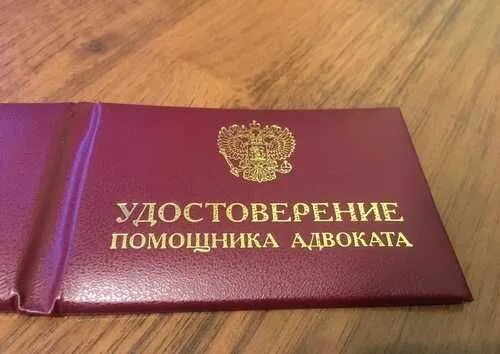 УДОСТОВЕРЕНИЕ
ПОМОЩНИКА АДВОКАТА